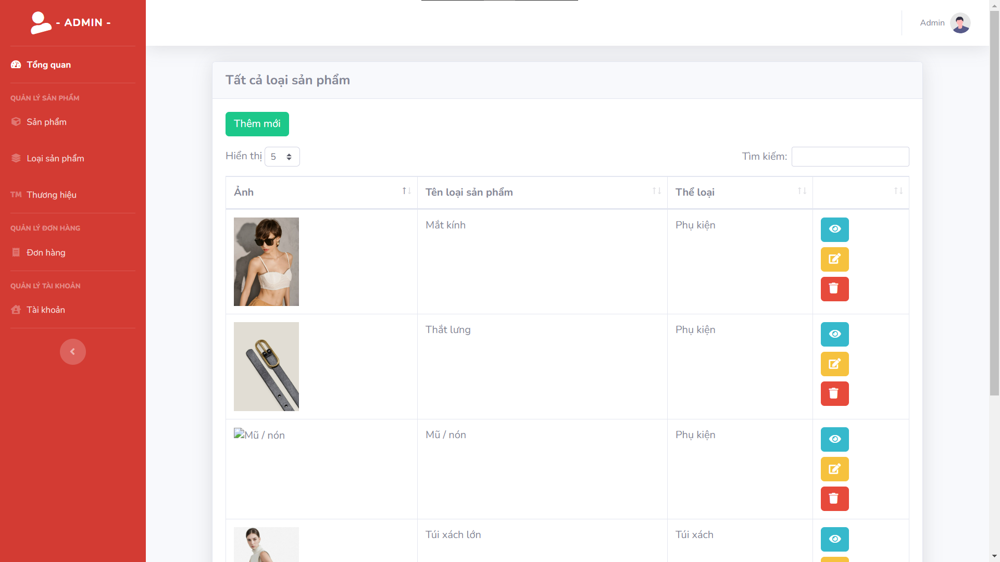 - ADMIN -
Admin
Tổng quan
QUẢN LÝ SẢN PHẨM
Sản phẩm
Loại sản phẩm
TM Thương hiệu
QUẢN LÝ ĐƠN HÀNG
Đơn hàng
QUẢN LÝ TÀI KHOẢN
Tài khoản
Tất cả loại sản phẩm
Thêm mới
Hiển thị 5
Tìm kiếm:
Ảnh Tên loại sản phẩm Thể loại
Mắt kính Phụ kiện
Thắt lưng Phụ kiện
Mũ / nón Mũ / nón Phụ kiện
Túi xách lớn Túi xách